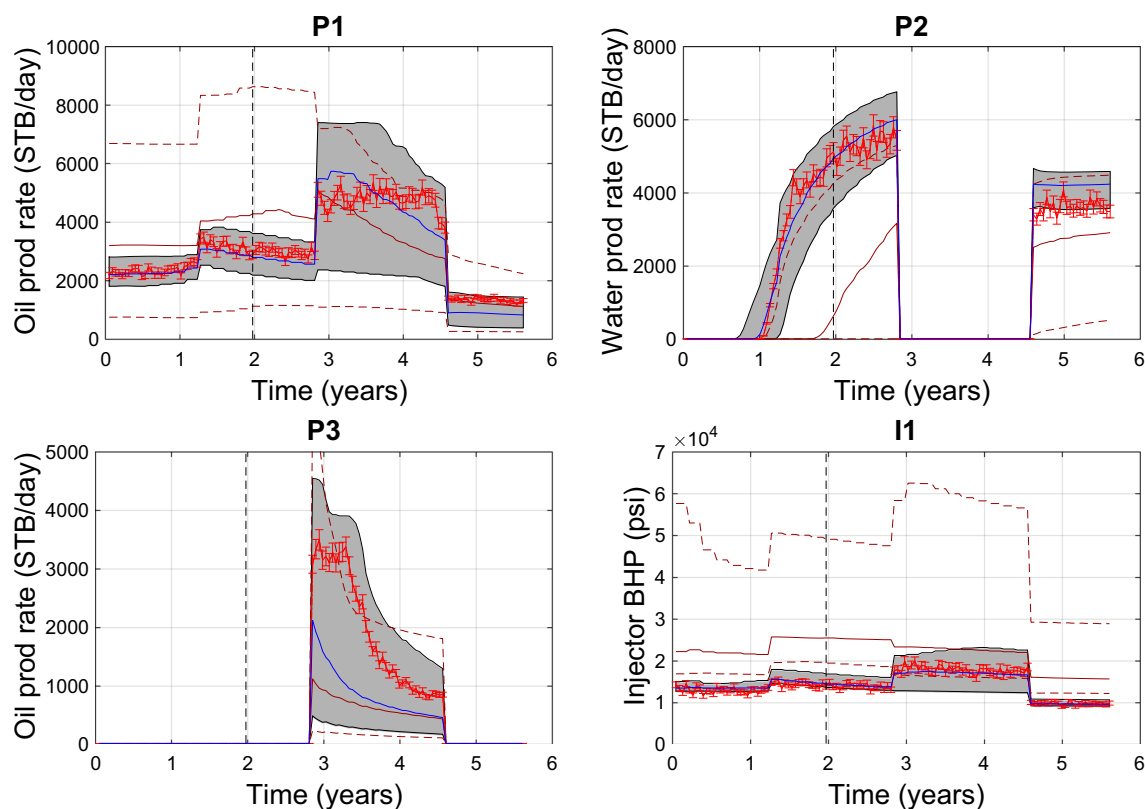 P1
Oil prod rate (STB/day)
10000
8000
6000
4000
2000
0
0 1 2 3 4 5 6
Time (years)
P2
Water prod rate (STB/day)
8000
6000
4000
2000
0
0 1 2 3 4 5 6
Time (years)
P3
Oil prod rate (STB/day)
5000
4000
3000
2000
1000
0
0 1 2 3 4 5 6
Time (years)
I1
×10⁴
Injector BHP (psi)
7
6
5
4
3
2
1
0
0 1 2 3 4 5 6
Time (years)